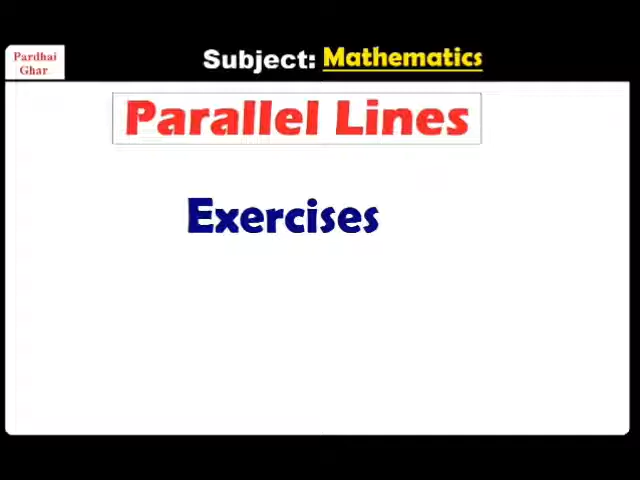 Pardhai
Ghar
Subject: Mathematics
Parallel Lines
Exercises